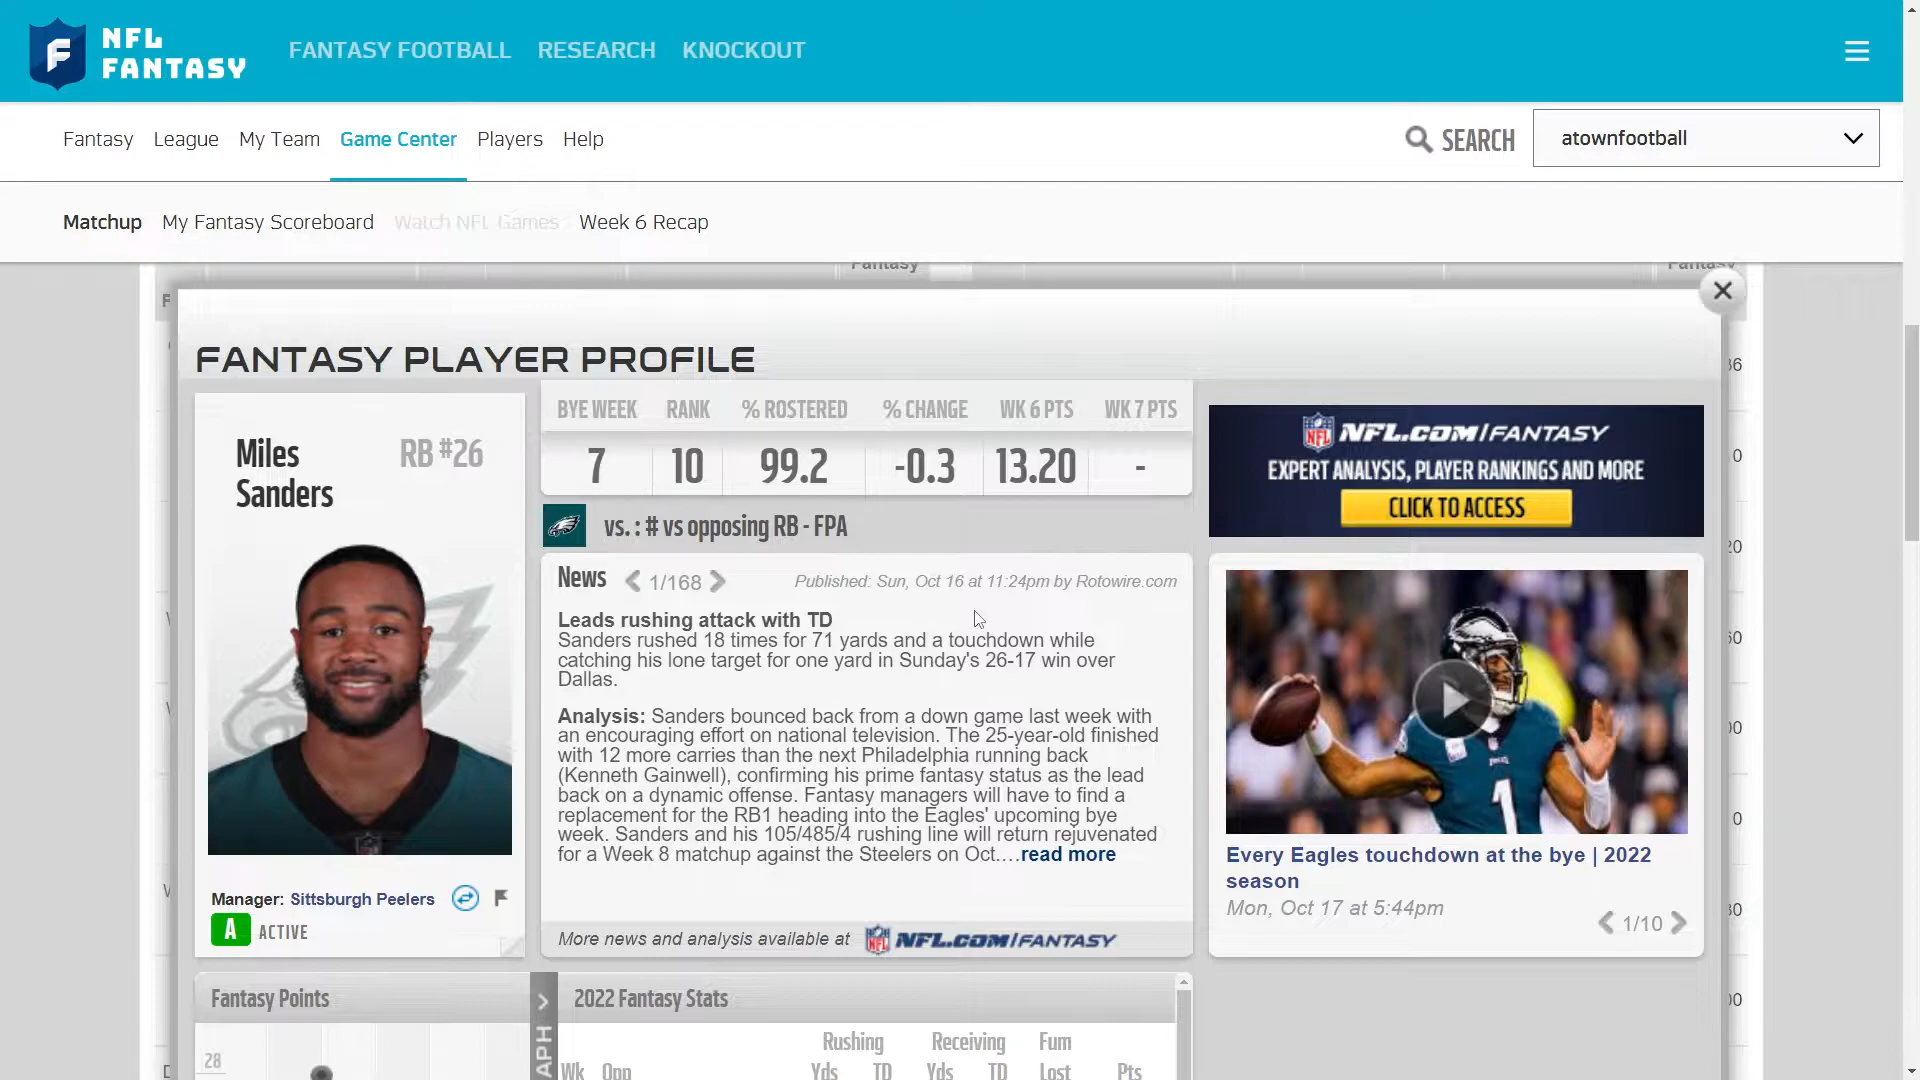 NFL
FANTASY
FANTASY FOOTBALL RESEARCH KNOCKOUT
Fantasy League My Team Game Center Players Help
SEARCH
atownfootball
Matchup My Fantasy Scoreboard Watch NFL Games Week 6 Recap
Fantasy Fantasy
FANTASY PLAYER PROFILE
Miles
Sanders
RB #26
Manager: Sittsburgh Peelers
A ACTIVE
BYE WEEK RANK % ROSTERED % CHANGE WK 6 PTS WK 7 PTS
7 10 99.2 -0.3 13.20 -
vs. : # vs opposing RB - FPA
News 1/168 Published: Sun, Oct 16 at 11:24pm by Rotowire.com
Leads rushing attack with TD
Sanders rushed 18 times for 71 yards and a touchdown while
catching his lone target for one yard in Sunday's 26-17 win over
Dallas.
Analysis: Sanders bounced back from a down game last week with
an encouraging effort on national television. The 25-year-old finished
with 12 more carries than the next Philadelphia running back
(Kenneth Gainwell), confirming his prime fantasy status as the lead
back on a dynamic offense. Fantasy managers will have to find a
replacement for the RB1 heading into the Eagles' upcoming bye
week. Sanders and his 105/485/4 rushing line will return rejuvenated
for a Week 8 matchup against the Steelers on Oct.…read more
More news and analysis available at NFL.COM/FANTASY
NFL.COM/FANTASY
EXPERT ANALYSIS, PLAYER RANKINGS AND MORE
CLICK TO ACCESS
Every Eagles touchdown at the bye | 2022
season
Mon, Oct 17 at 5:44pm
1/10
Fantasy Points
28
2022 Fantasy Stats
Rushing Receiving Fum
Wk Opp Yds TD Yds TD Lost Pts